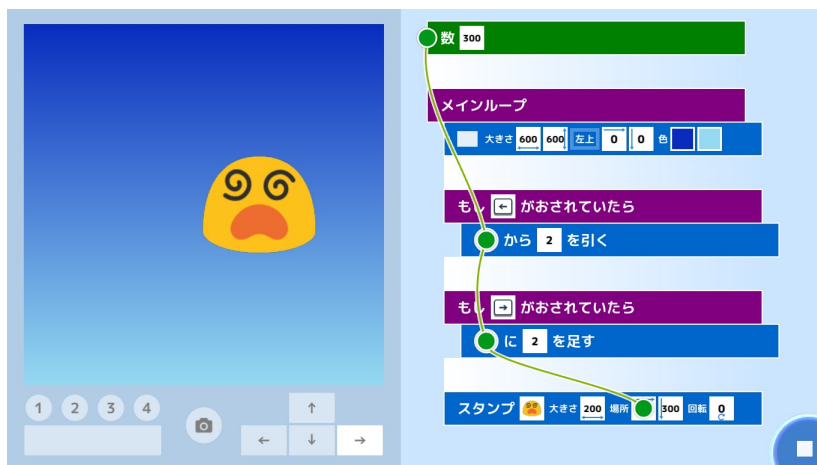 数 300
メインループ
大きさ 600 600 左上 0 0 色
もし ← がおされていたら
から 2 を引く
もし → がおされていたら
に 2 を足す
スタンプ 大きさ 200 場所 300 回転 0
1 2 3 4
↑
← ↓ →